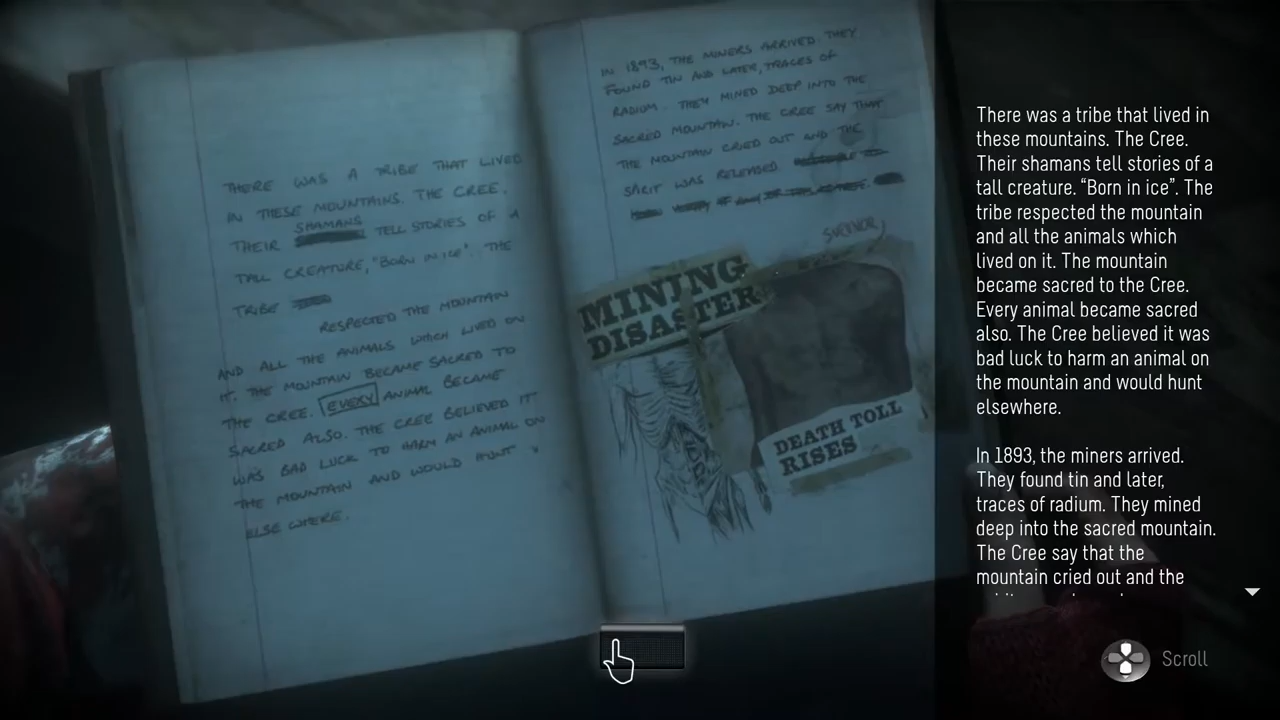 THERE WAS A TRIBE THAT LIVED
IN THESE MOUNTAINS. THE CREE.
SHAMANS
THEIR TELL STORIES OF A
TALL CREATURE, "BORN IN ICE". THE
TRIBE
RESPECTED THE MOUNTAIN
AND ALL THE ANIMALS WHICH LIVED ON
IT. THE MOUNTAIN BECAME SACRED TO
THE CREE. EVERY ANIMAL BECAME
SACRED ALSO. THE CREE BELIEVED IT
WAS BAD LUCK TO HARM AN ANIMAL ON
THE MOUNTAIN AND WOULD HUNT
ELSE WHERE.
IN 1893, THE MINERS ARRIVED. THEY
FOUND TIN AND LATER, TRACES OF
RADIUM. THEY MINED DEEP INTO THE
SACRED MOUNTAIN. THE CREE SAY THAT
THE MOUNTAIN CRIED OUT AND THE
SPIRIT WAS RELEASED.
SURVIVOR
MINING
DISASTER
DEATH TOLL
RISES
There was a tribe that lived in
these mountains. The Cree.
Their shamans tell stories of a
tall creature. “Born in ice”. The
tribe respected the mountain
and all the animals which
lived on it. The mountain
became sacred to the Cree.
Every animal became sacred
also. The Cree believed it was
bad luck to harm an animal on
the mountain and would hunt
elsewhere.
In 1893, the miners arrived.
They found tin and later,
traces of radium. They mined
deep into the sacred mountain.
The Cree say that the
mountain cried out and the
Scroll